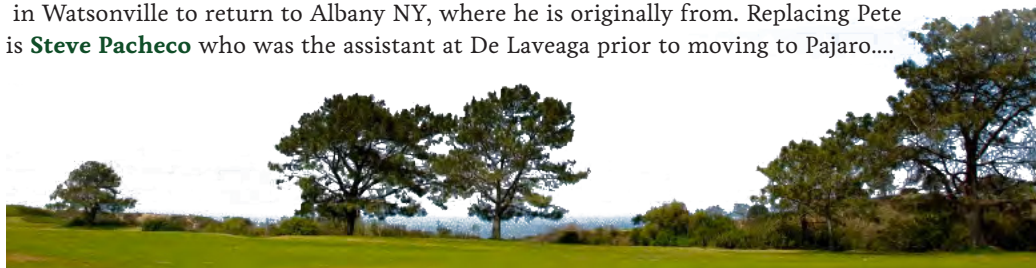 in Watsonville to return to Albany NY, where he is originally from. Replacing Pete
is Steve Pacheco who was the assistant at De Laveaga prior to moving to Pajaro....